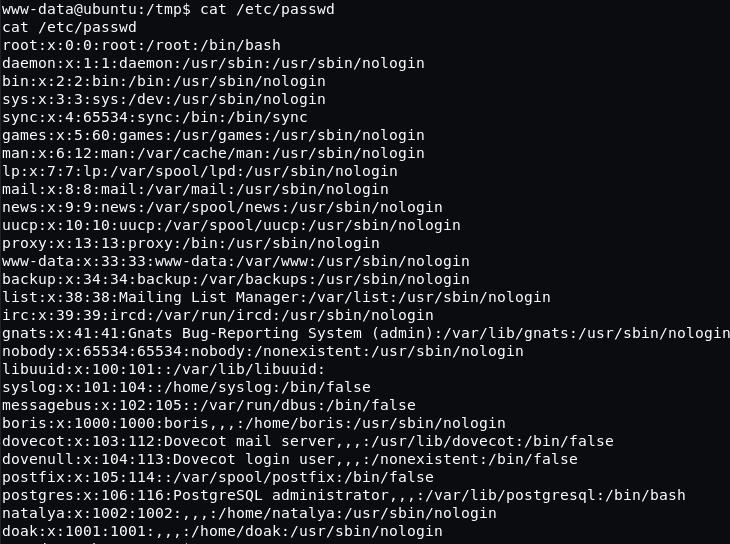 www-data@ubuntu:/tmp$ cat /etc/passwd
cat /etc/passwd
root:x:0:0:root:/root:/bin/bash
daemon:x:1:1:daemon:/usr/sbin:/usr/sbin/nologin
bin:x:2:2:bin:/bin:/usr/sbin/nologin
sys:x:3:3:sys:/dev:/usr/sbin/nologin
sync:x:4:65534:sync:/bin:/bin/sync
games:x:5:60:games:/usr/games:/usr/sbin/nologin
man:x:6:12:man:/var/cache/man:/usr/sbin/nologin
lp:x:7:7:lp:/var/spool/lpd:/usr/sbin/nologin
mail:x:8:8:mail:/var/mail:/usr/sbin/nologin
news:x:9:9:news:/var/spool/news:/usr/sbin/nologin
uucp:x:10:10:uucp:/var/spool/uucp:/usr/sbin/nologin
proxy:x:13:13:proxy:/bin:/usr/sbin/nologin
www-data:x:33:33:www-data:/var/www:/usr/sbin/nologin
backup:x:34:34:backup:/var/backups:/usr/sbin/nologin
list:x:38:38:Mailing List Manager:/var/list:/usr/sbin/nologin
irc:x:39:39:ircd:/var/run/ircd:/usr/sbin/nologin
gnats:x:41:41:Gnats Bug-Reporting System (admin):/var/lib/gnats:/usr/sbin/nologin
nobody:x:65534:65534:nobody:/nonexistent:/usr/sbin/nologin
libuuid:x:100:101::/var/lib/libuuid:
syslog:x:101:104::/home/syslog:/bin/false
messagebus:x:102:105::/var/run/dbus:/bin/false
boris:x:1000:1000:boris,,,:/home/boris:/usr/sbin/nologin
dovecot:x:103:112:Dovecot mail server,,,:/usr/lib/dovecot:/bin/false
dovenull:x:104:113:Dovecot login user,,,:/nonexistent:/bin/false
postfix:x:105:114::/var/spool/postfix:/bin/false
postgres:x:106:116:PostgreSQL administrator,,,:/var/lib/postgresql:/bin/bash
natalya:x:1002:1002:,,,:/home/natalya:/usr/sbin/nologin
doak:x:1001:1001:,,,:/home/doak:/usr/sbin/nologin